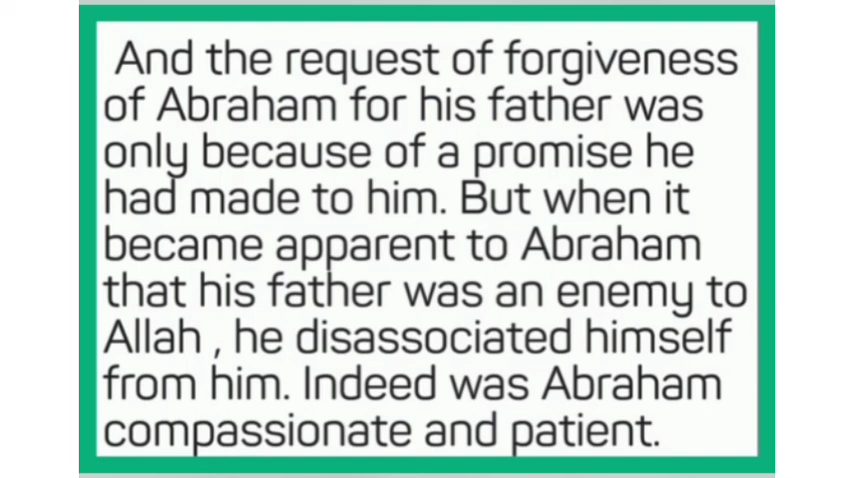 And the request of forgiveness
of Abraham for his father was
only because of a promise he
had made to him. But when it
became apparent to Abraham
that his father was an enemy to
Allah , he disassociated himself
from him. Indeed was Abraham
compassionate and patient.